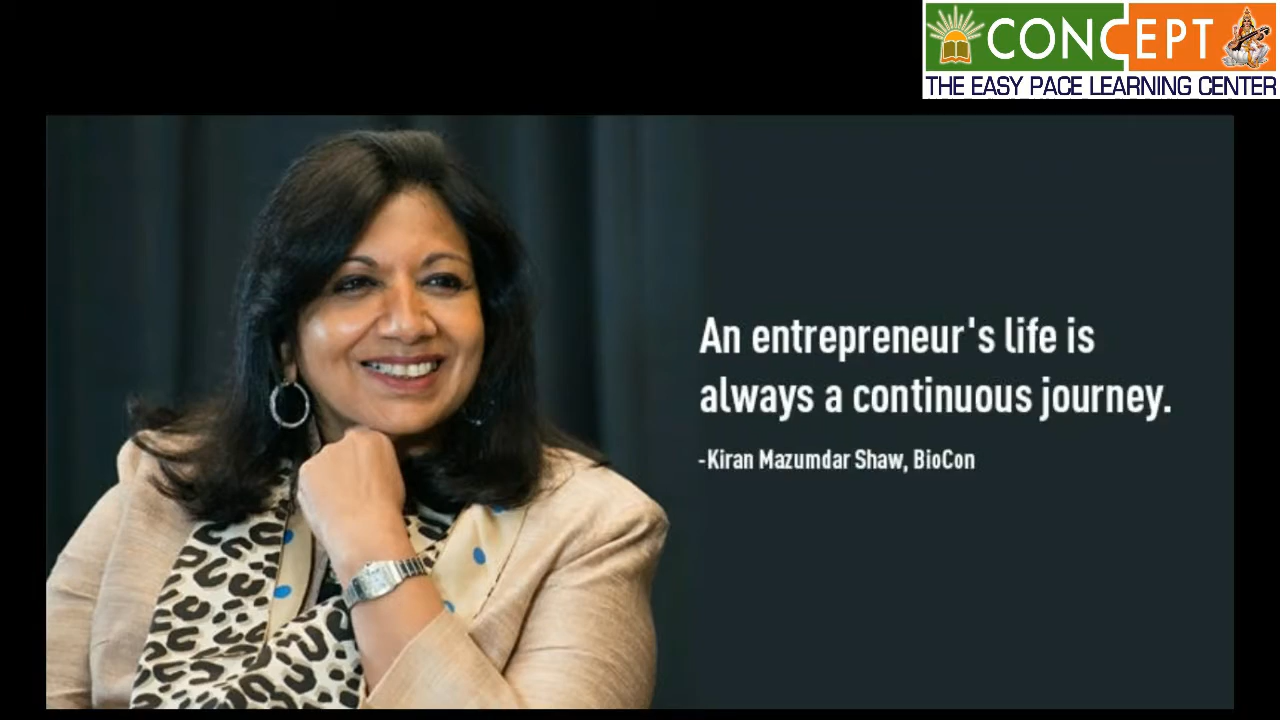 CONCEPT
THE EASY PACE LEARNING CENTER
An entrepreneur's life is
always a continuous journey.
-Kiran Mazumdar Shaw, BioCon